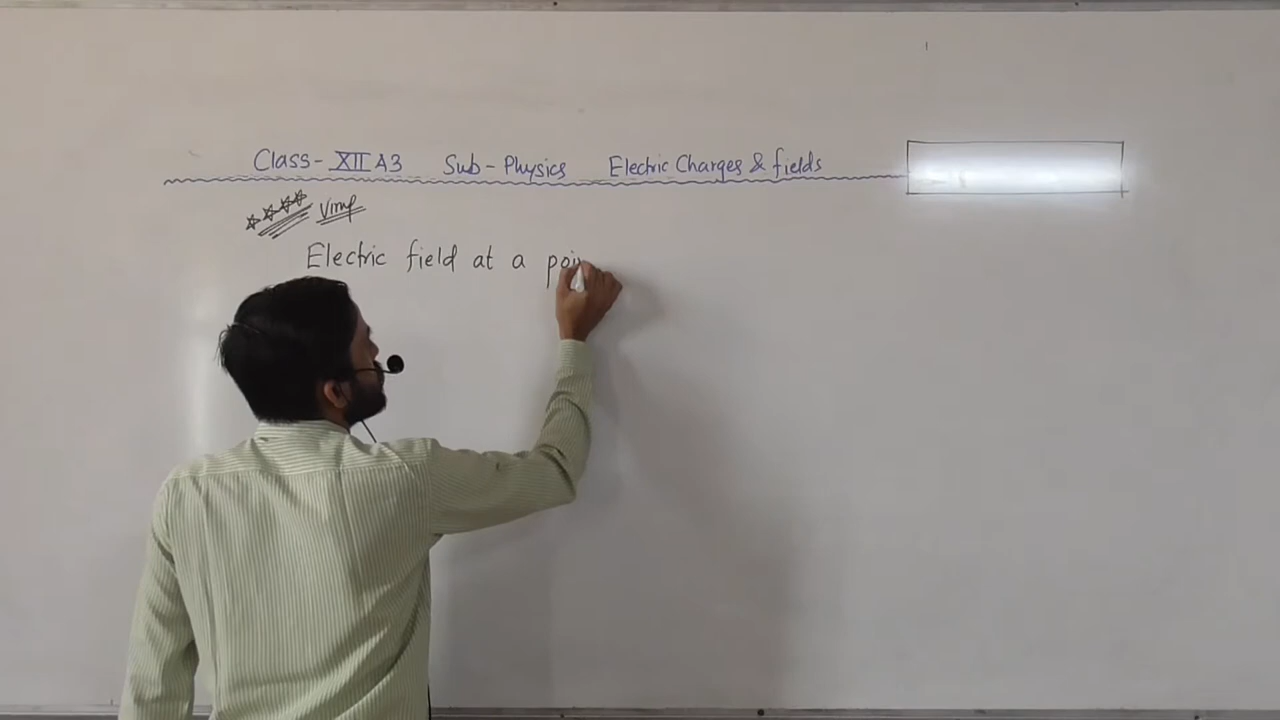 Class- XII A3 Sub- Physics Electric Charges & fields
Vimp
Electric field at a poi